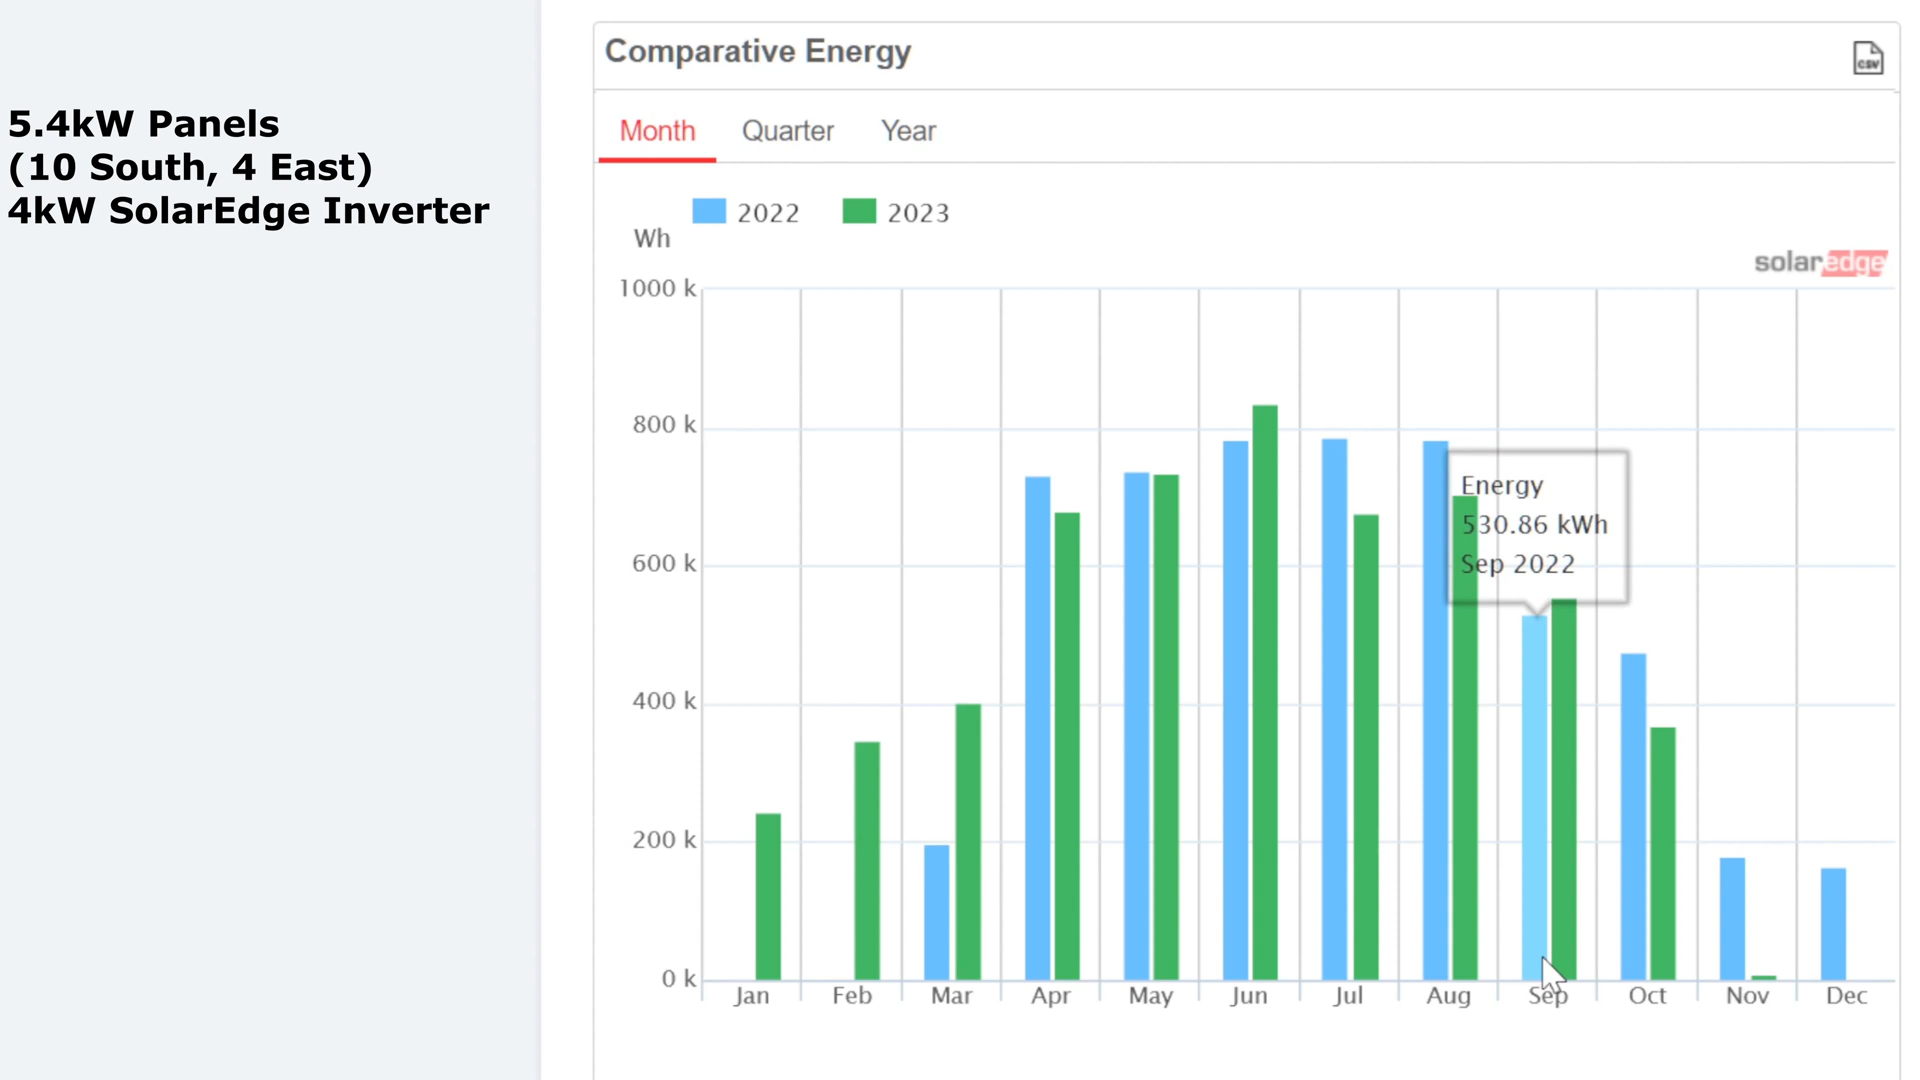 5.4kW Panels
(10 South, 4 East)
4kW SolarEdge Inverter
Comparative Energy
CSV
Month Quarter Year
2022 2023
Wh
solaredge
1000 k
800 k
600 k
400 k
200 k
0 k
Energy
530.86 kWh
Sep 2022
Jan Feb Mar Apr May Jun Jul Aug Sep Oct Nov Dec